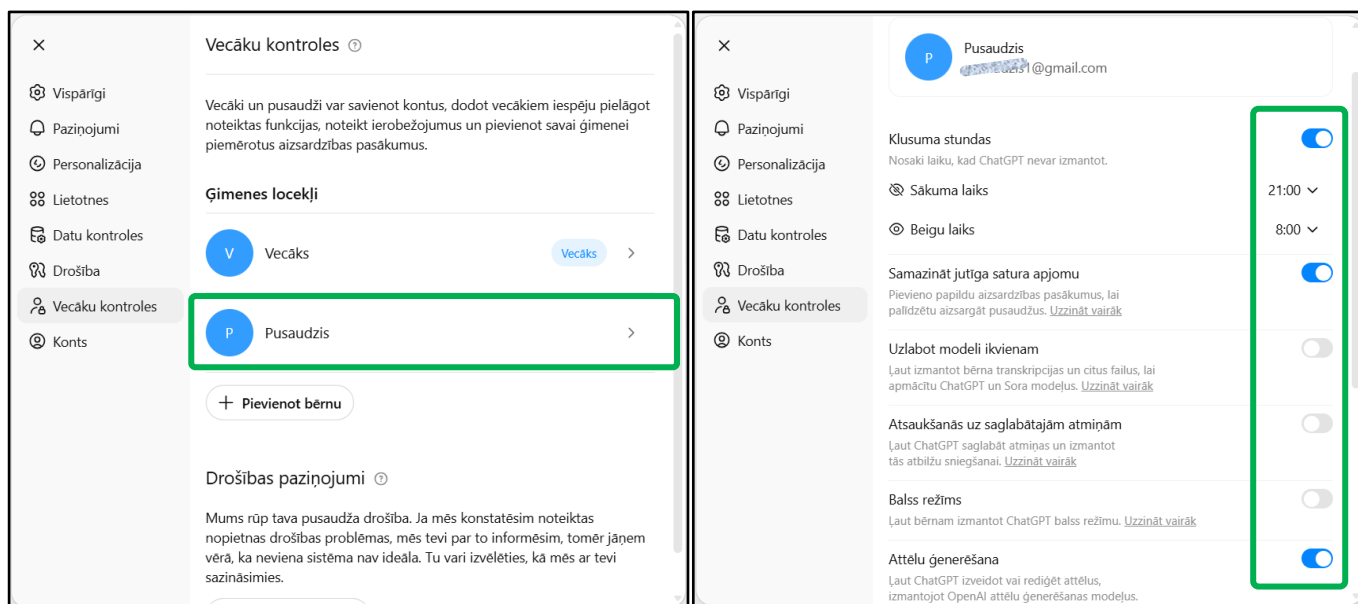 Vecāku kontroles
Vispārīgi
Paziņojumi
Personalizācija
Lietotnes
Datu kontroles
Drošība
Vecāku kontroles
Konts
Vecāki un pusaudži var savienot kontus, dodot vecākiem iespēju pielāgot
noteiktas funkcijas, noteikt ierobežojumus un pievienot savai ģimenei
piemērotus aizsardzības pasākumus.
Ģimenes locekļi
V Vecāks Vecāks
P Pusaudzis
+ Pievienot bērnu
Drošības paziņojumi
Mums rūp tava pusaudža drošība. Ja mēs konstatēsim noteiktas
nopietnas drošības problēmas, mēs tevi par to informēsim, tomēr jāņem
vērā, ka neviena sistēma nav ideāla. Tu vari izvēlēties, kā mēs ar tevi
sazināsimies.
Vispārīgi
Paziņojumi
Personalizācija
Lietotnes
Datu kontroles
Drošība
Vecāku kontroles
Konts
P Pusaudzis
1@gmail.com
Klusuma stundas
Nosaki laiku, kad ChatGPT nevar izmantot.
Sākuma laiks 21:00
Beigu laiks 8:00
Samazināt jutīga satura apjomu
Pievieno papildu aizsardzības pasākumus, lai
palīdzētu aizsargāt pusaudžus. Uzzināt vairāk
Uzlabot modeli ikvienam
Ļaut izmantot bērna transkripcijas un citus failus, lai
apmācītu ChatGPT un Sora modeļus. Uzzināt vairāk
Atsaukšanās uz saglabātajām atmiņām
Ļaut ChatGPT saglabāt atmiņas un izmantot
tās atbilžu sniegšanai. Uzzināt vairāk
Balss režīms
Ļaut bērnam izmantot ChatGPT balss režīmu. Uzzināt vairāk
Attēlu ģenerēšana
Ļaut ChatGPT izveidot vai rediģēt attēlus,
izmantojot OpenAI attēlu ģenerēšanas modeļus.